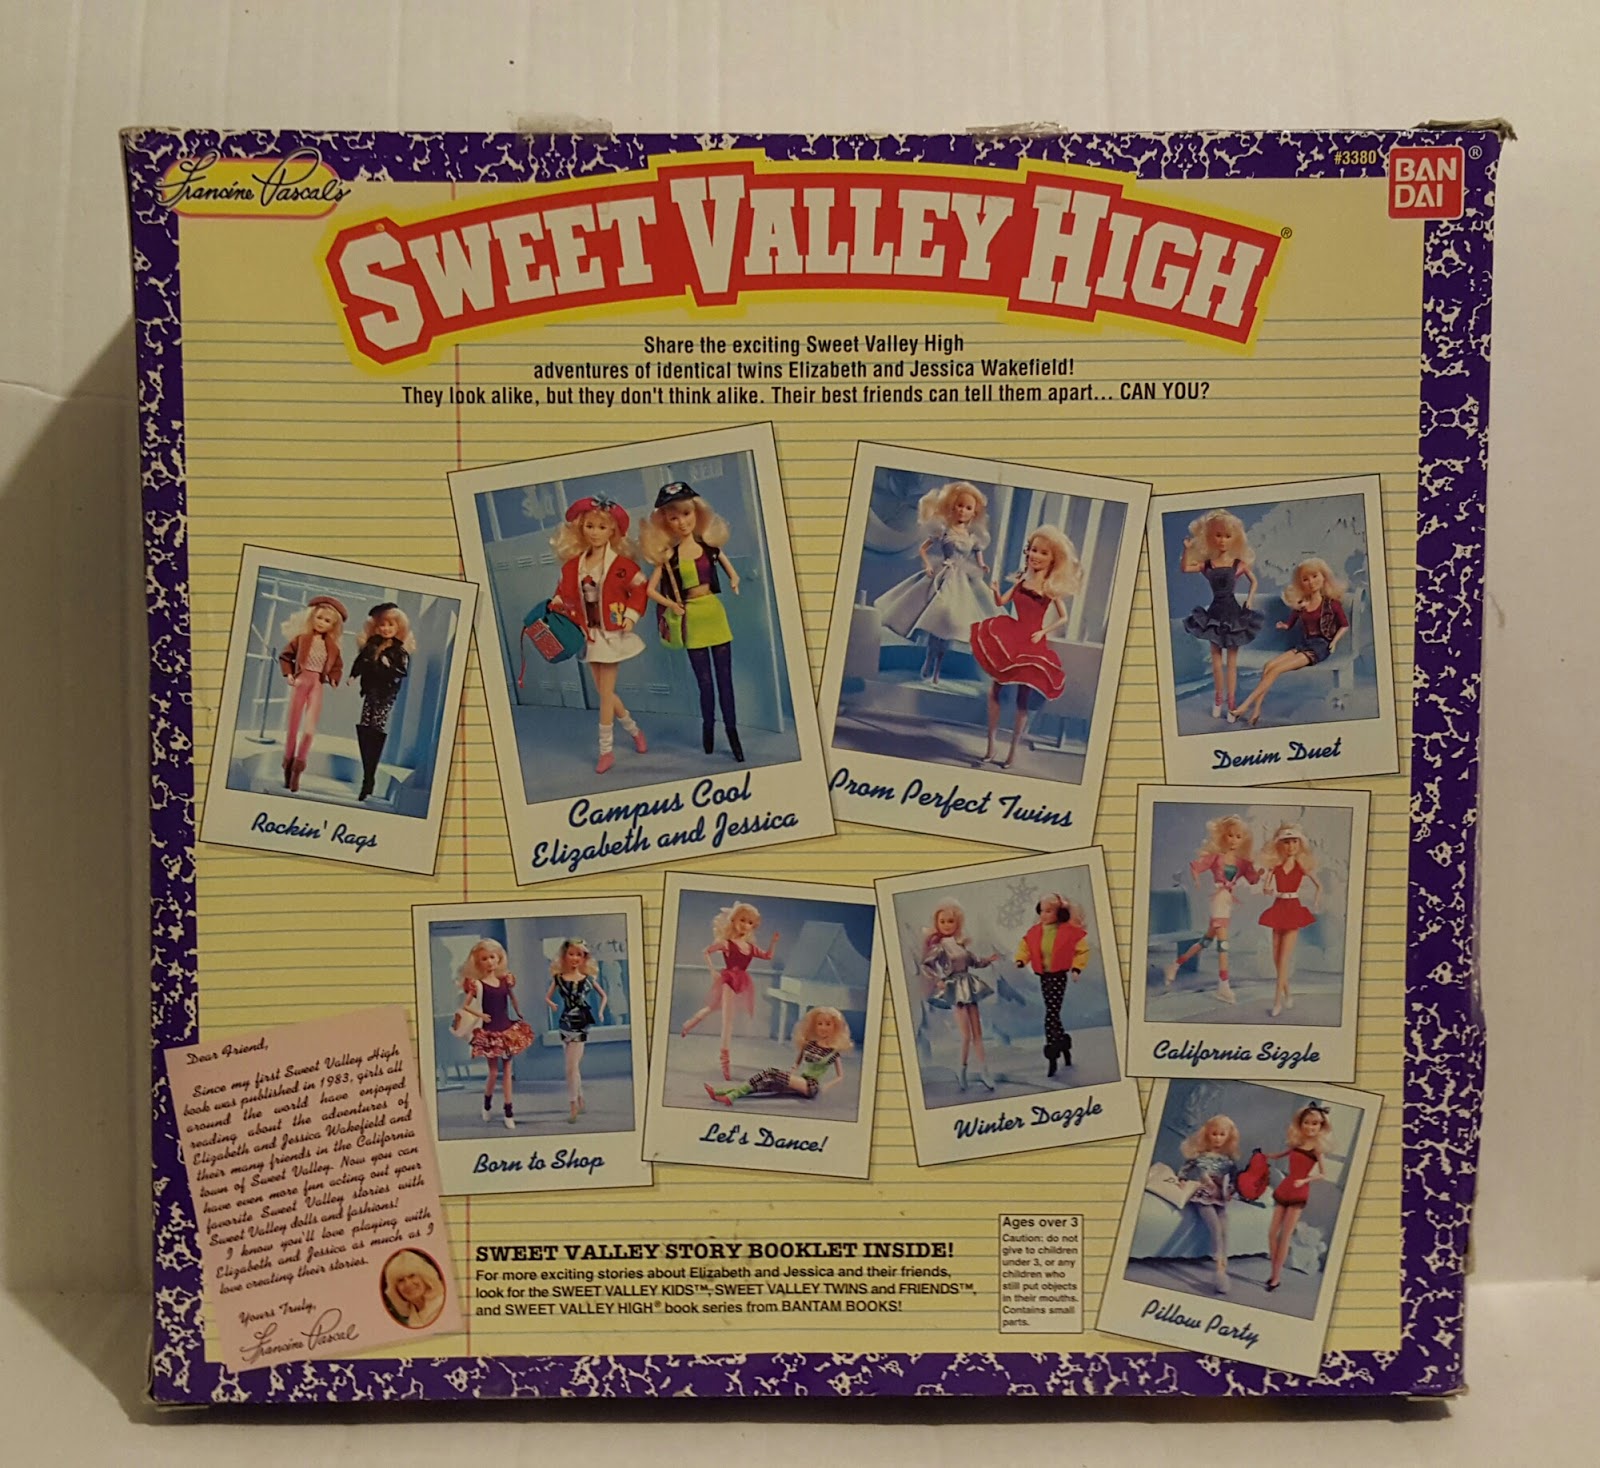 Francine Pascal's
SWEET VALLEY HIGH®
#3380
BAN
DAI
®
Share the exciting Sweet Valley High
adventures of identical twins Elizabeth and Jessica Wakefield!
They look alike, but they don't think alike. Their best friends can tell them apart... CAN YOU?
Rockin' Rags
Campus Cool
Elizabeth and Jessica
Prom Perfect Twins
Denim Duet
Born to Shop
Let's Dance!
Winter Dazzle
California Sizzle
Pillow Party
Dear Friend,
Since my first Sweet Valley High
book was published in 1983, girls all
around the world have enjoyed
reading about the adventures of
Elizabeth and Jessica Wakefield and
their many friends in the California
town of Sweet Valley. Now you can
have even more fun acting out your
favorite Sweet Valley stories with
Sweet Valley dolls and fashions!
I know you'll love playing with
Elizabeth and Jessica as much as I
love creating their stories.
Yours Truly,
Francine Pascal
SWEET VALLEY STORY BOOKLET INSIDE!
For more exciting stories about Elizabeth and Jessica and their friends,
look for the SWEET VALLEY KIDS™, SWEET VALLEY TWINS and FRIENDS™,
and SWEET VALLEY HIGH® book series from BANTAM BOOKS!
Ages over 3
Caution: do not
give to children
under 3, or any
children who
still put objects
in their mouths.
Contains small
parts.